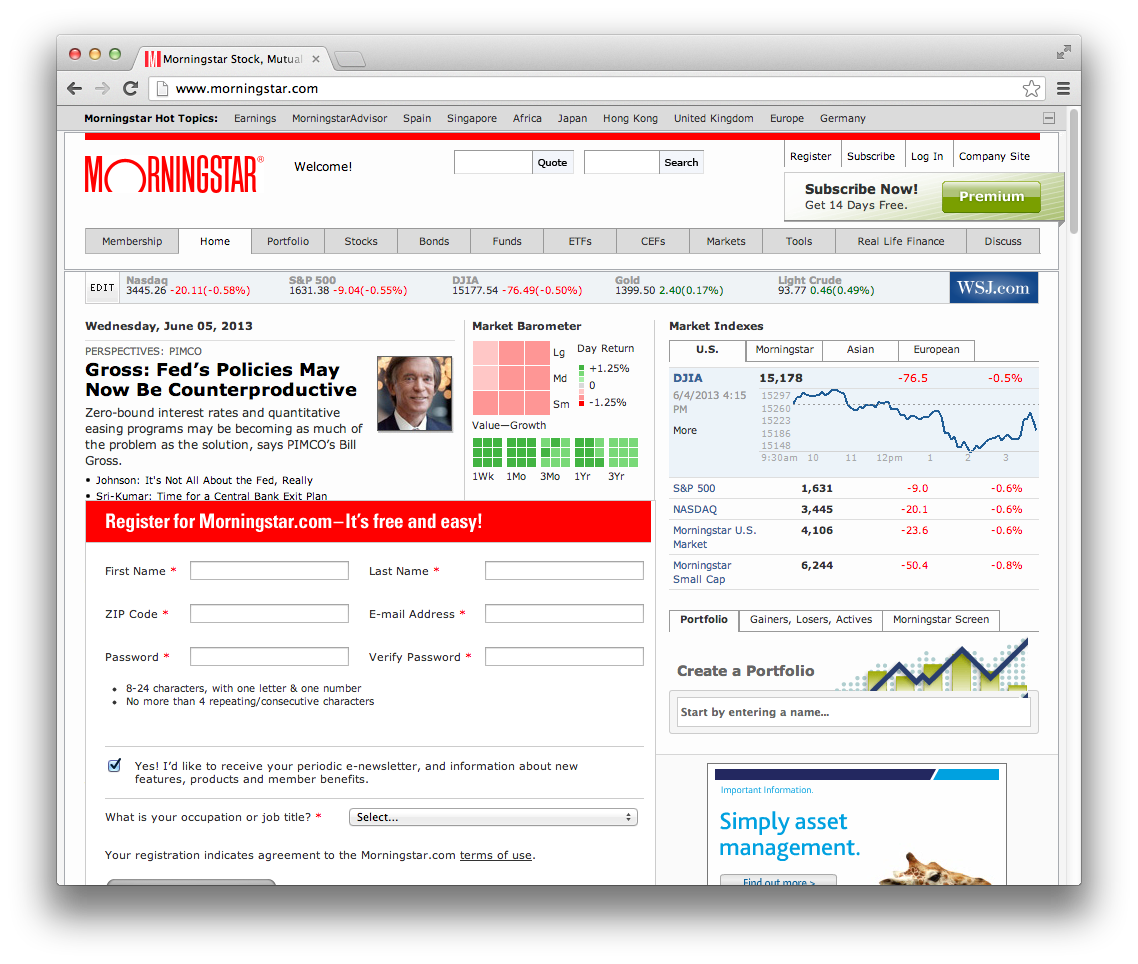 Morningstar Stock, Mutual
www.morningstar.com
Morningstar Hot Topics: Earnings MorningstarAdvisor Spain Singapore Africa Japan Hong Kong United Kingdom Europe Germany
MORNINGSTAR®
Welcome!
Quote
Search
Register Subscribe Log In Company Site
Subscribe Now!
Get 14 Days Free.
Premium
Membership Home Portfolio Stocks Bonds Funds ETFs CEFs Markets Tools Real Life Finance Discuss
EDIT
Nasdaq
3445.26 -20.11(-0.58%)
S&P 500
1631.38 -9.04(-0.55%)
DJIA
15177.54 -76.49(-0.50%)
Gold
1399.50 2.40(0.17%)
Light Crude
93.77 0.46(0.49%)
WSJ.com
Wednesday, June 05, 2013
PERSPECTIVES: PIMCO
Gross: Fed's Policies May
Now Be Counterproductive
Zero-bound interest rates and quantitative
easing programs may be becoming as much of
the problem as the solution, says PIMCO's Bill
Gross.
Johnson: It's Not All About the Fed, Really
Sri-Kumar: Time for a Central Bank Exit Plan
Market Barometer
Lg
Md
Sm
Day Return
+1.25%
0
-1.25%
Value—Growth
1Wk 1Mo 3Mo 1Yr 3Yr
Market Indexes
U.S. Morningstar Asian European
DJIA 15,178 -76.5 -0.5%
6/4/2013 4:15
PM
More
15297
15260
15223
15186
15148
9:30am 10 11 12pm 1 2 3
S&P 500 1,631 -9.0 -0.6%
NASDAQ 3,445 -20.1 -0.6%
Morningstar U.S.
Market 4,106 -23.6 -0.6%
Morningstar
Small Cap 6,244 -50.4 -0.8%
Register for Morningstar.com—It's free and easy!
First Name *
Last Name *
ZIP Code *
E-mail Address *
Password *
Verify Password *
8-24 characters, with one letter & one number
No more than 4 repeating/consecutive characters
Yes! I'd like to receive your periodic e-newsletter, and information about new
features, products and member benefits.
What is your occupation or job title? *
Select...
Your registration indicates agreement to the Morningstar.com terms of use.
Portfolio Gainers, Losers, Actives Morningstar Screen
Create a Portfolio
Start by entering a name...
Important Information.
Simply asset
management.
Find out more >